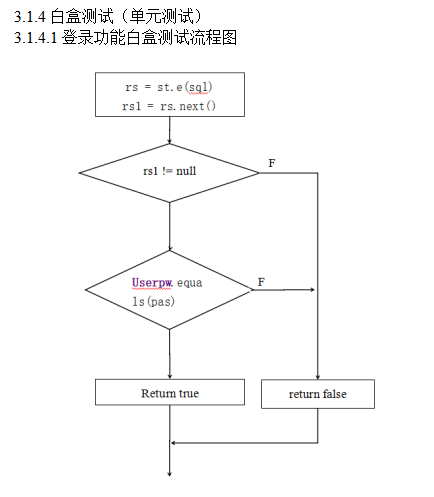 3.1.4 白盒测试（单元测试）
3.1.4.1 登录功能白盒测试流程图
rs = st.e(sql)
rs1 = rs.next()
F
rs1 != null
Userpw.equa
ls(pas)
F
Return true
return false